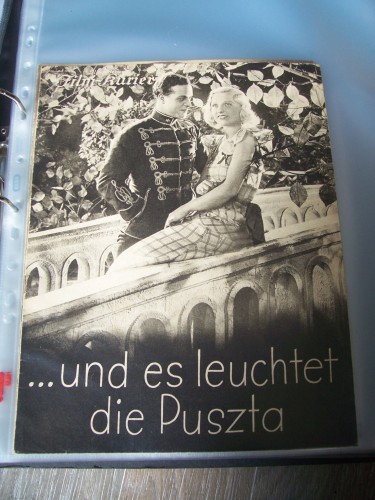 Film-Kurier
...und es leuchtet
die Puszta